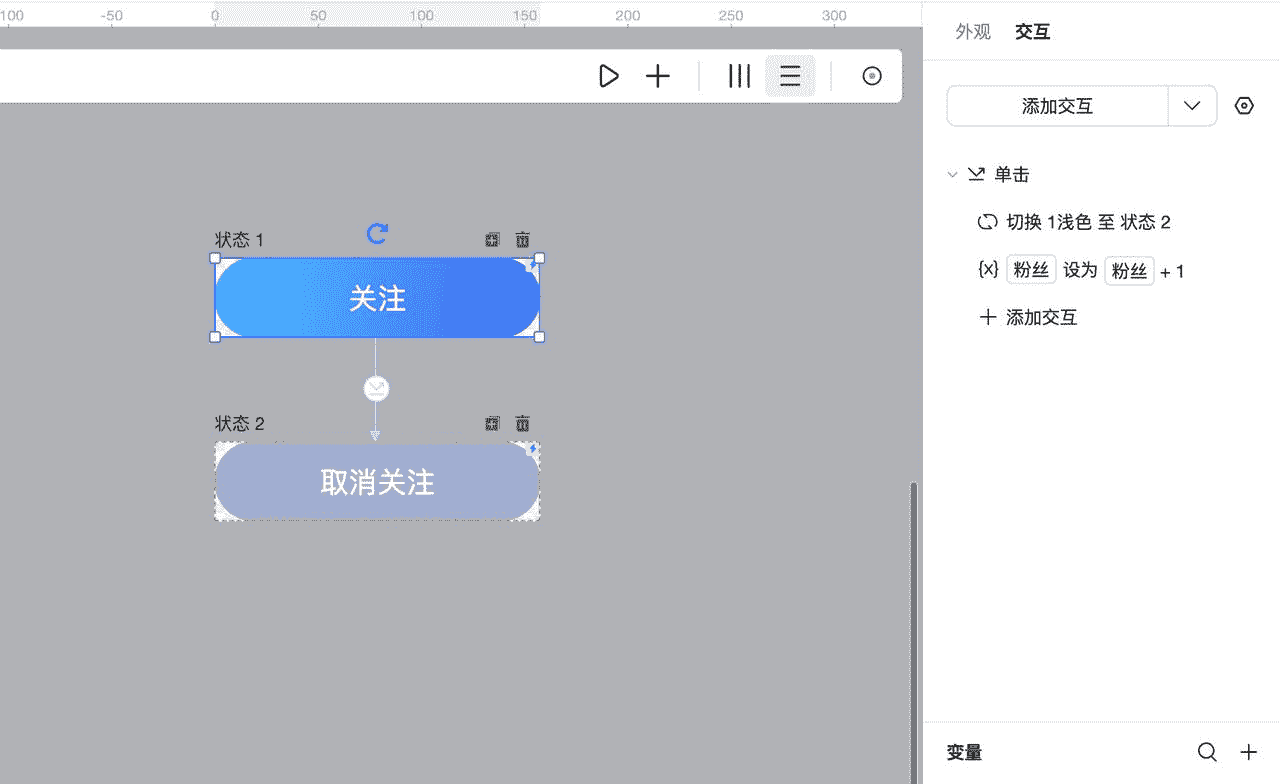 100 -50 0 50 100 150 200 250 300
外观 交互
添加交互
单击
切换 1浅色 至 状态 2
{x} 粉丝 设为 粉丝 + 1
添加交互
状态 1
关注
状态 2
取消关注
变量